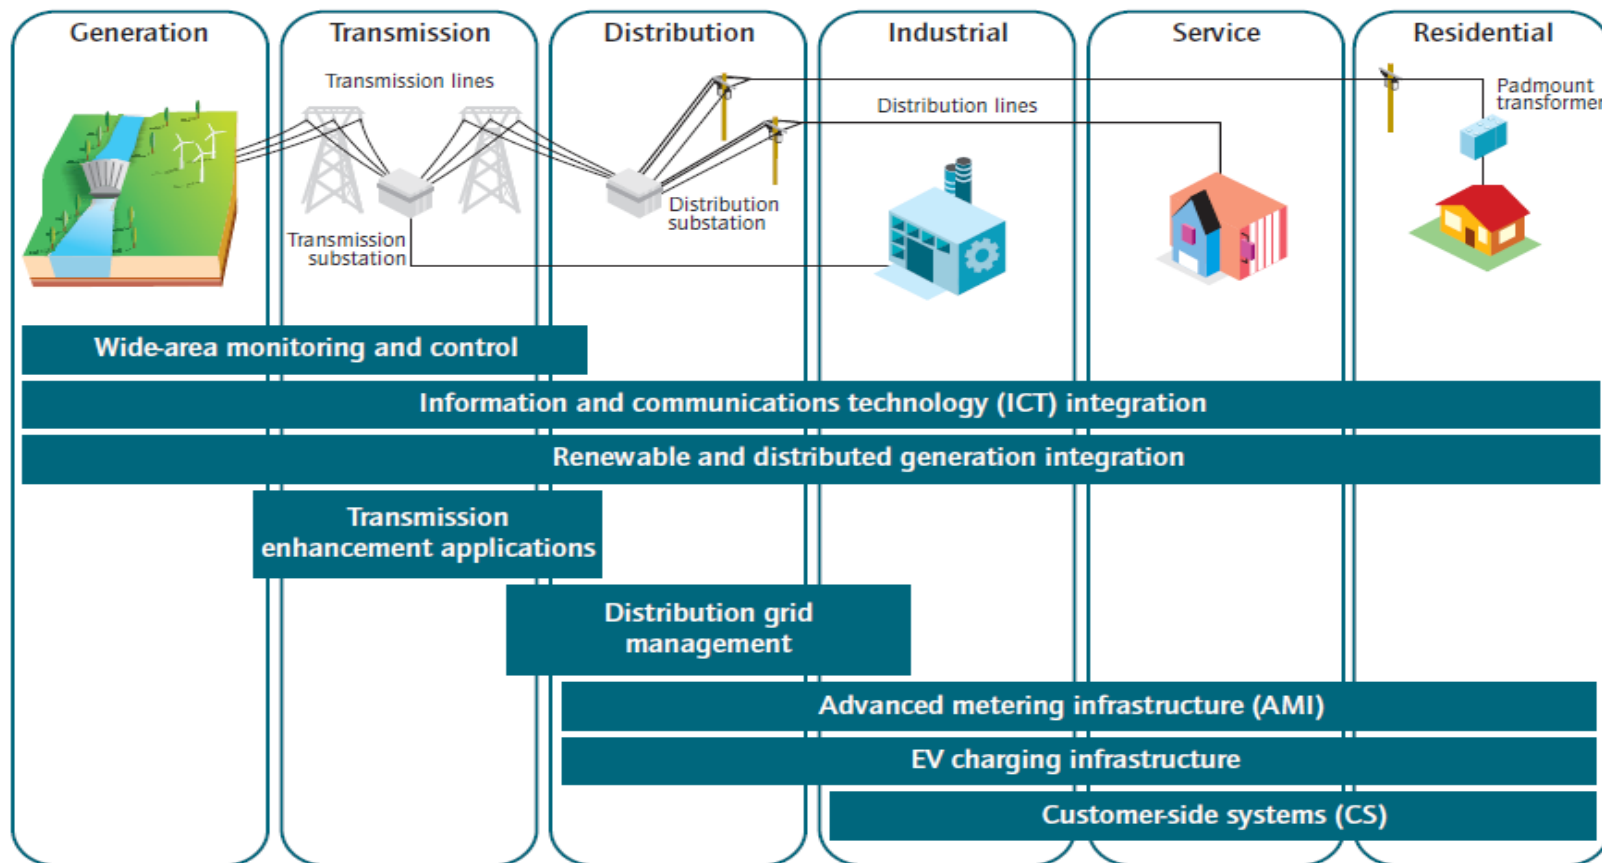 Generation
Transmission
Distribution
Industrial
Service
Residential
Transmission lines
Distribution lines
Padmount
transformer
Distribution
substation
Transmission
substation
Wide-area monitoring and control
Information and communications technology (ICT) integration
Renewable and distributed generation integration
Transmission
enhancement applications
Distribution grid
management
Advanced metering infrastructure (AMI)
EV charging infrastructure
Customer-side systems (CS)